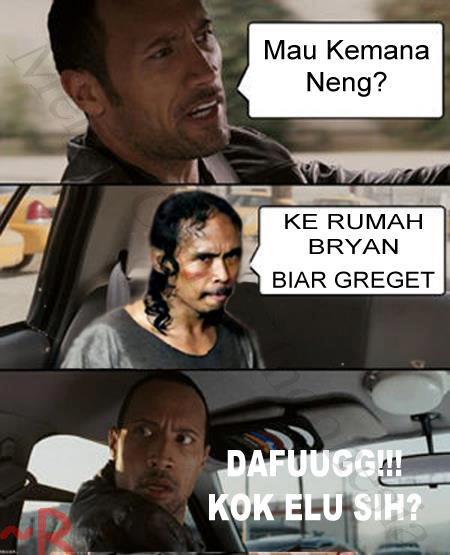 Mau Kemana
Neng?
KE RUMAH
BRYAN
BIAR GREGET
DAFUUGG!!!
KOK ELU SIH?
~R